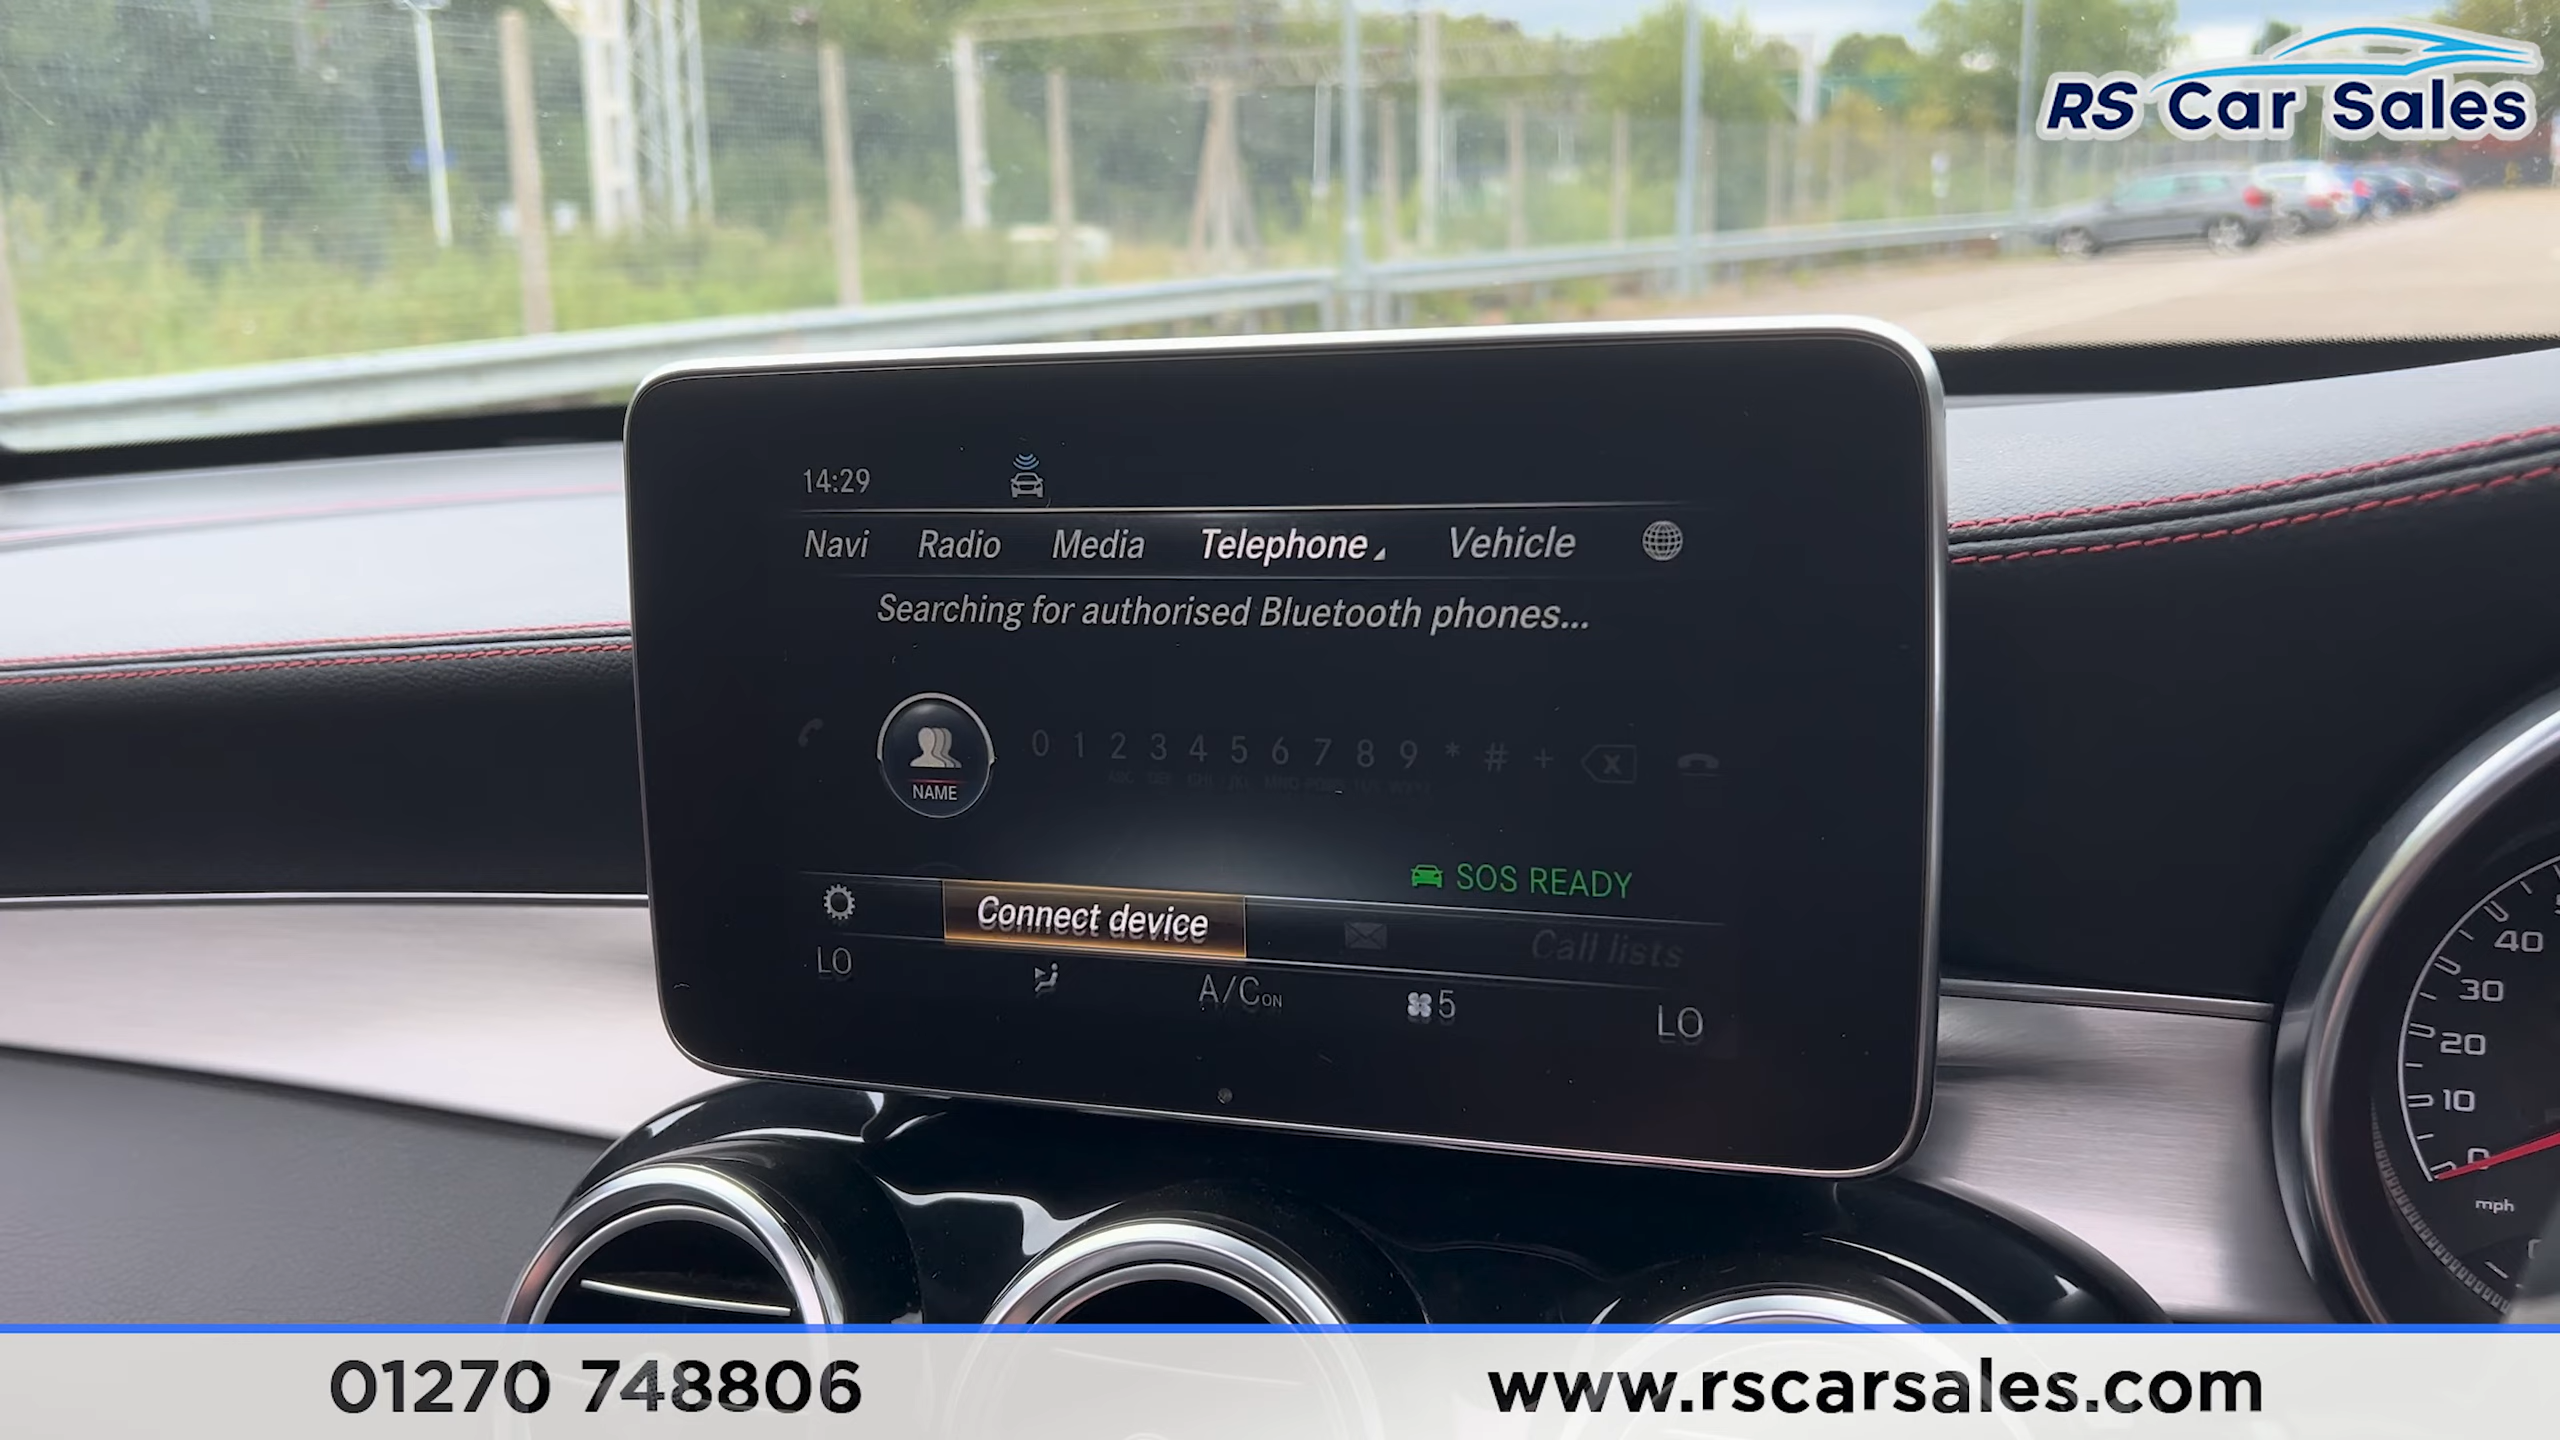 RS Car Sales
14:29
Navi Radio Media Telephone Vehicle
Searching for authorised Bluetooth phones...
0 1 2 3 4 5 6 7 8 9 * # +
NAME
SOS READY
Connect device
Call lists
LO A/C ON 5 LO
40
30
20
10
0
mph
01270 748806
www.rscarsales.com